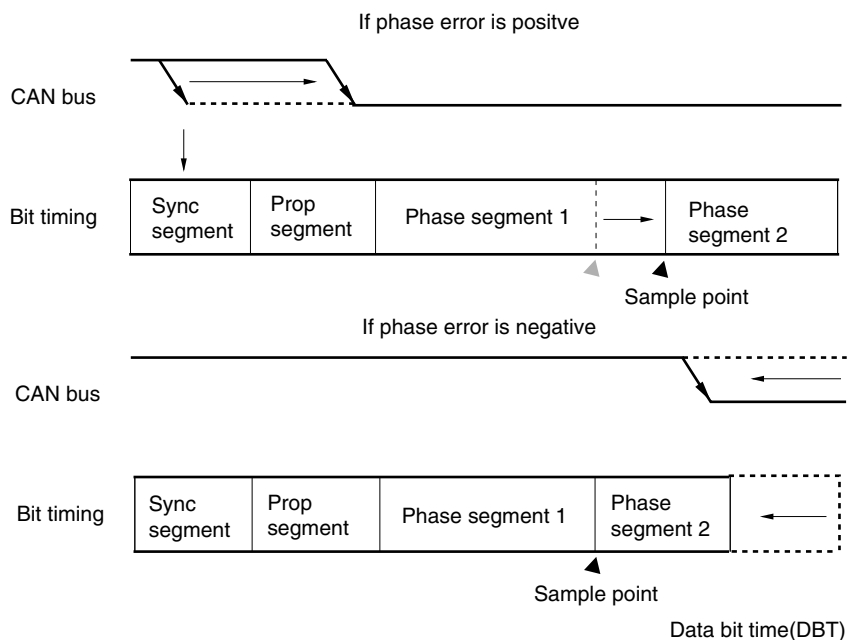 If phase error is positve
CAN bus
Bit timing
Sync
segment
Prop
segment
Phase segment 1
Phase
segment 2
Sample point
If phase error is negative
CAN bus
Bit timing
Sync
segment
Prop
segment
Phase segment 1
Phase
segment 2
Sample point
Data bit time(DBT)